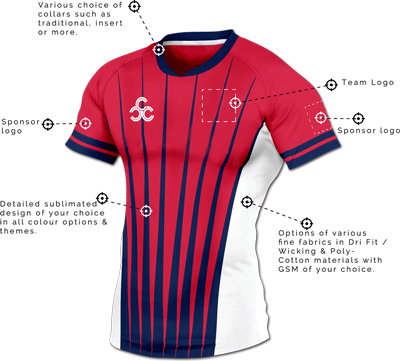 Various choice of
collars such as
traditional, insert
or more.
Team Logo
Sponsor
logo
Sponsor logo
Detailed sublimated
design of your choice
in all colour options &
themes.
Options of various
fine fabrics in Dri Fit /
Wicking & Poly-
Cotton materials with
GSM of your choice.